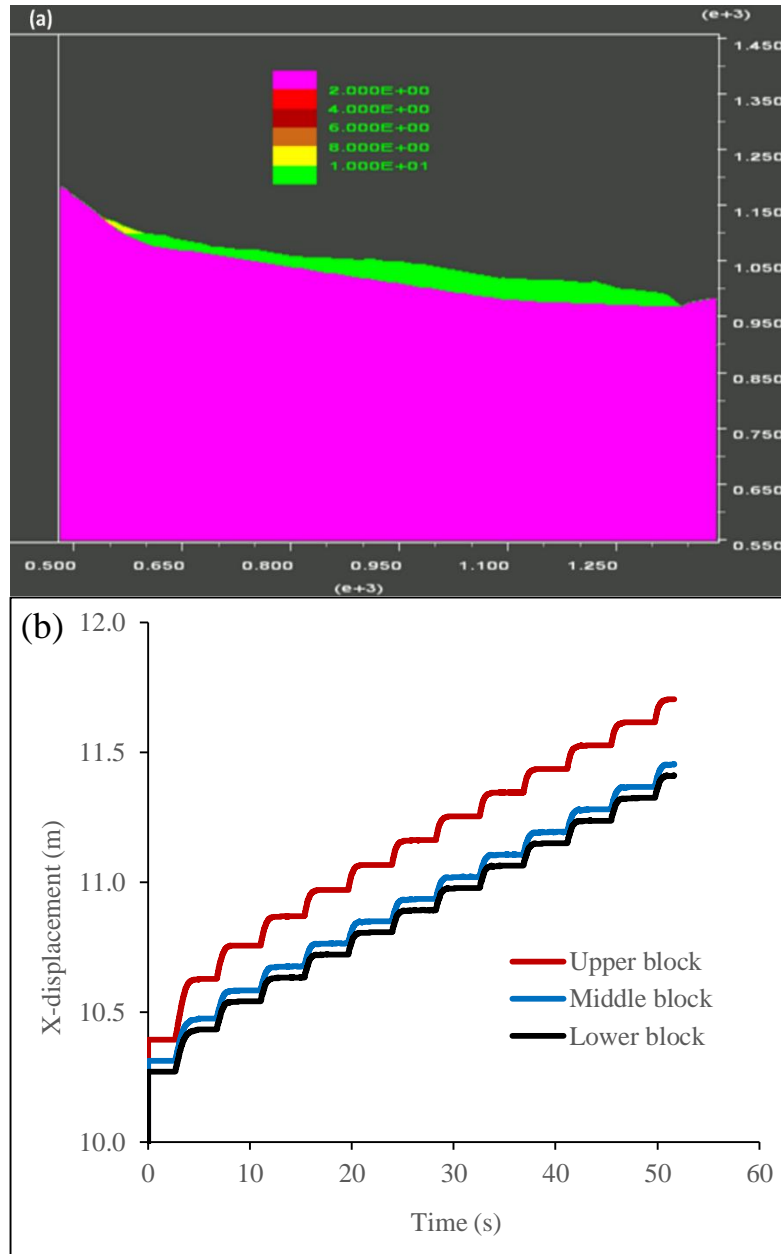 (a)
(e+3)
1.450
1.350
1.250
1.150
1.050
0.950
0.850
0.750
0.650
0.550
2.000E+00
4.000E+00
6.000E+00
8.000E+00
1.000E+01
0.500 0.650 0.800 0.950 1.100 1.250
(e+3)
(b)
12.0
11.5
11.0
10.5
10.0
X-displacement (m)
Upper block
Middle block
Lower block
0 10 20 30 40 50 60
Time (s)